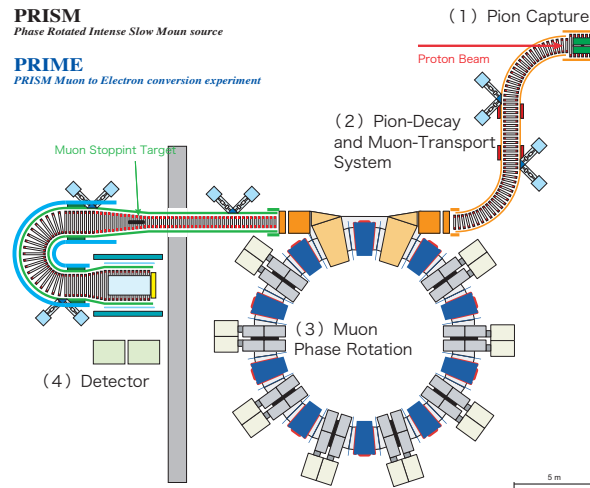 PRISM
Phase Rotated Intense Slow Moun source
PRIME
PRISM Muon to Electron conversion experiment
（1）Pion Capture
Proton Beam
（2）Pion-Decay
and Muon-Transport
System
Muon Stoppint Target
（3）Muon
Phase Rotation
（4）Detector
5 m